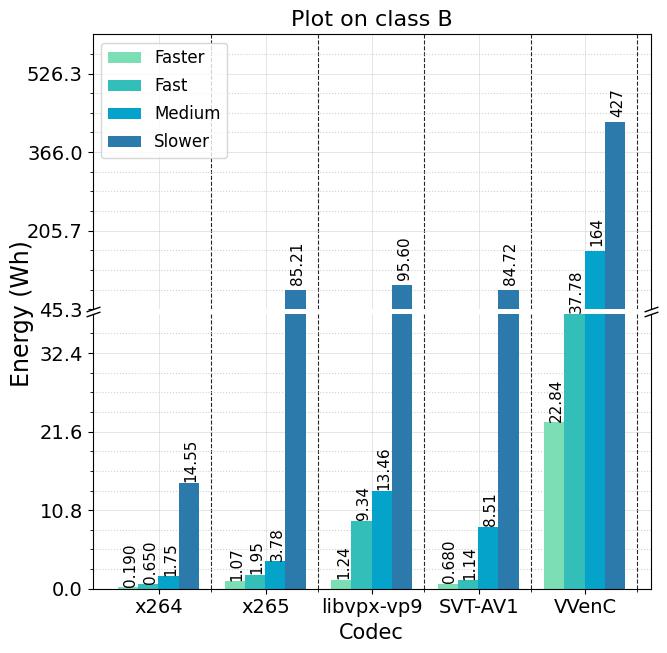 Plot on class B
Energy (Wh)
526.3
366.0
205.7
45.3
32.4
21.6
10.8
0.0
Faster
Fast
Medium
Slower
0.190
0.650
1.75
14.55
1.07
1.95
3.78
85.21
1.24
9.34
13.46
95.60
0.680
1.14
8.51
84.72
22.84
37.78
164
427
x264
x265
libvpx-vp9
SVT-AV1
VVenC
Codec